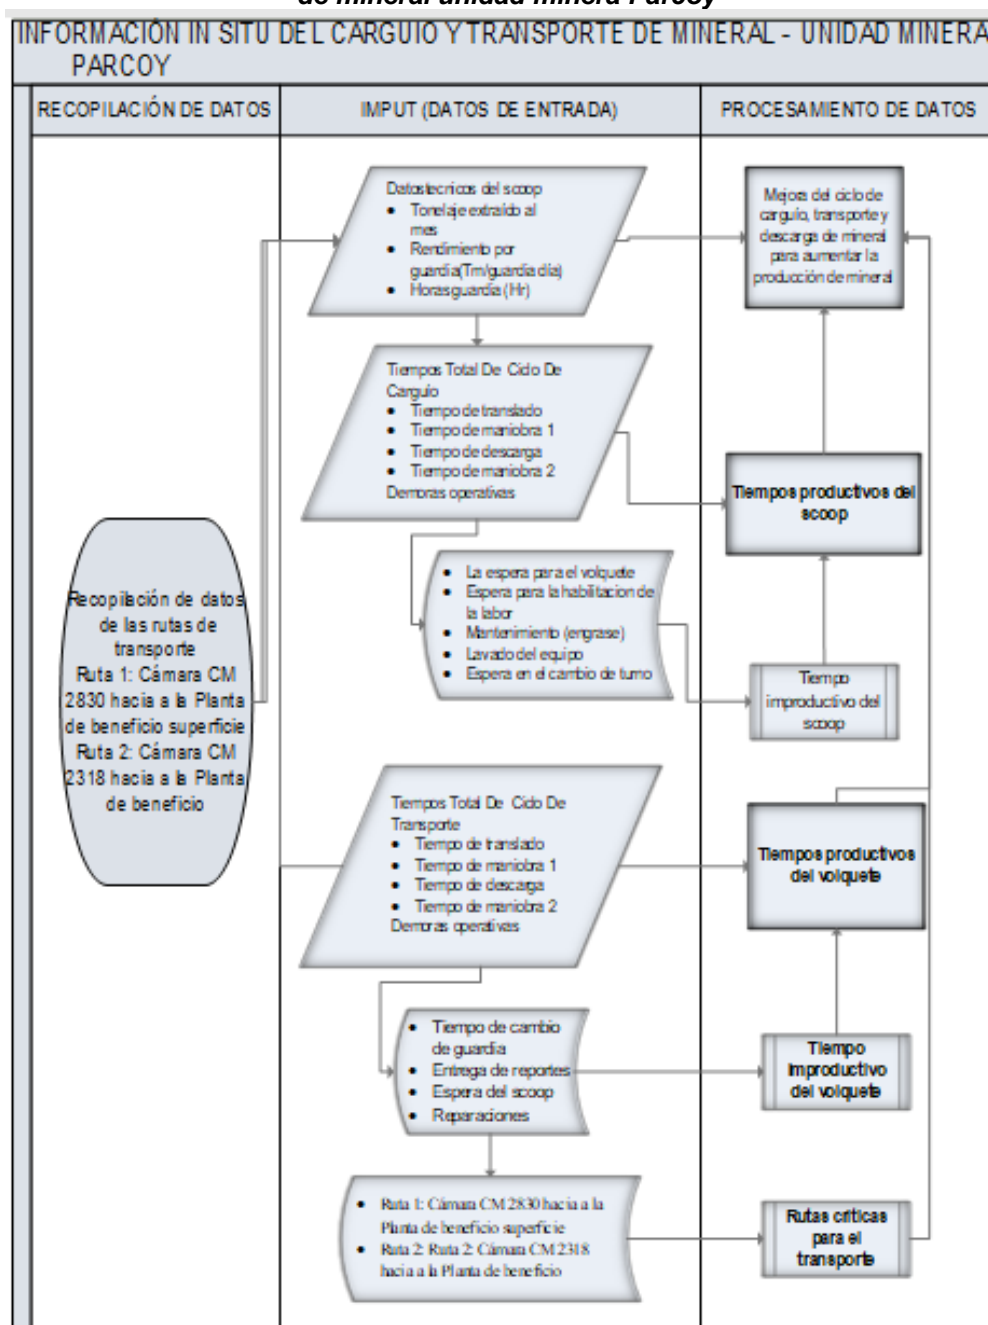 de mineral unidad minera Parcoy
INFORMACIÓN IN SITU DEL CARGUIO Y TRANSPORTE DE MINERAL - UNIDAD MINERA
PARCOY
RECOPILACIÓN DE DATOS
IMPUT (DATOS DE ENTRADA)
PROCESAMIENTO DE DATOS
Recopilación de datos
de las rutas de
transporte
Ruta 1: Cámara CM
2830 hacia a la Planta
de beneficio superficie
Ruta 2: Cámara CM
2318 hacia a la Planta
de beneficio
Datos tecnicos del scoop
• Tonelaje extraído al
mes
• Rendimiento por
guardia(Tm/guardia día)
• Horas guardia (Hr)
Tiempos Total De Ciclo De
Carguío
• Tiempo de translado
• Tiempo de maniobra 1
• Tiempo de descarga
• Tiempo de maniobra 2
Demoras operativas
• La espera para el volquete
• Espera para la habilitacion de
la labor
• Mantenimiento (engrase)
• Lavado del equipo
• Espera en el cambio de turno
Tiempos Total De Ciclo De
Transporte
• Tiempo de translado
• Tiempo de maniobra 1
• Tiempo de descarga
• Tiempo de maniobra 2
Demoras operativas
• Tiempo de cambio
de guardia
• Entrega de reportes
• Espera del scoop
• Reparaciones
• Ruta 1: Cámara CM 2830 hacia a la
Planta de beneficio superficie
• Ruta 2: Ruta 2: Cámara CM 2318
hacia a la Planta de beneficio
Mejora del ciclo de
carguío, transporte y
descarga de mineral
para aumentar la
producción de mineral
Tiempos productivos del
scoop
Tiempo
improductivo del
scoop
Tiempos productivos
del volquete
Tiempo
improductivo
del volquete
Rutas críticas
para el
transporte